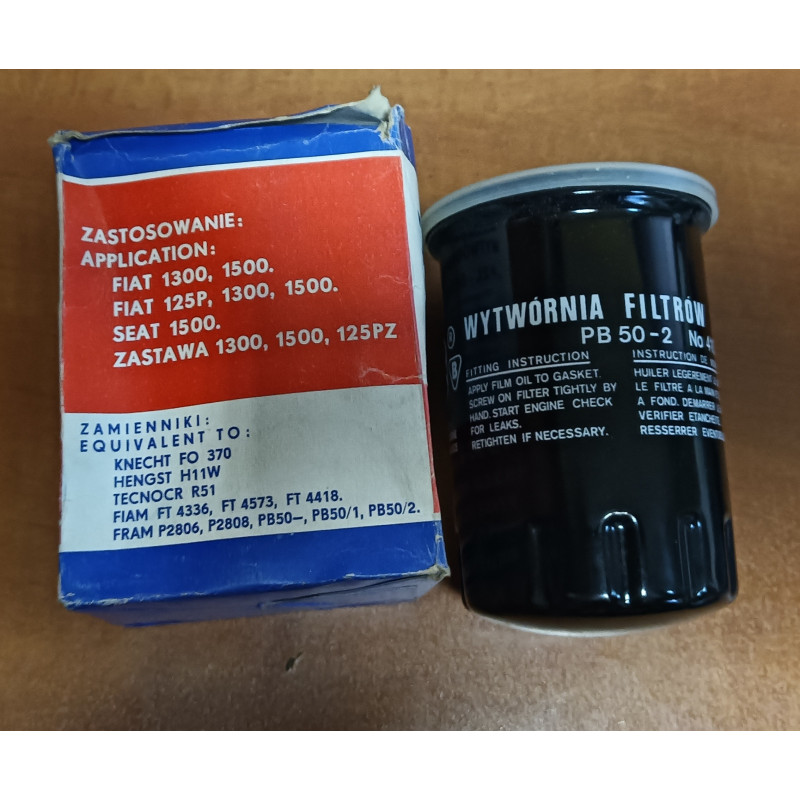 ZASTOSOWANIE:
APPLICATION:
FIAT 1300, 1500.
FIAT 125P, 1300, 1500.
SEAT 1500.
ZASTAWA 1300, 1500, 125PZ
ZAMIENNIKI:
EQUIVALENT TO:
KNECHT FO 370
HENGST H11W
TECNOCR R51
FIAM FT 4336, FT 4573, FT 4418.
FRAM P2806, P2808, PB50–, PB50/1, PB50/2.
WYTWÓRNIA FILTRÓW
PB 50-2 No
B
FITTING INSTRUCTION
APPLY FILM OIL TO GASKET.
SCREW ON FILTER TIGHTLY BY
HAND. START ENGINE CHECK
FOR LEAKS.
RETIGHTEN IF NECESSARY.
INSTRUCTION DE
HUILER LEGEREMENT
LE FILTRE A LA MAIN
A FOND. DEMARRER
VERIFIER
RESSERRER